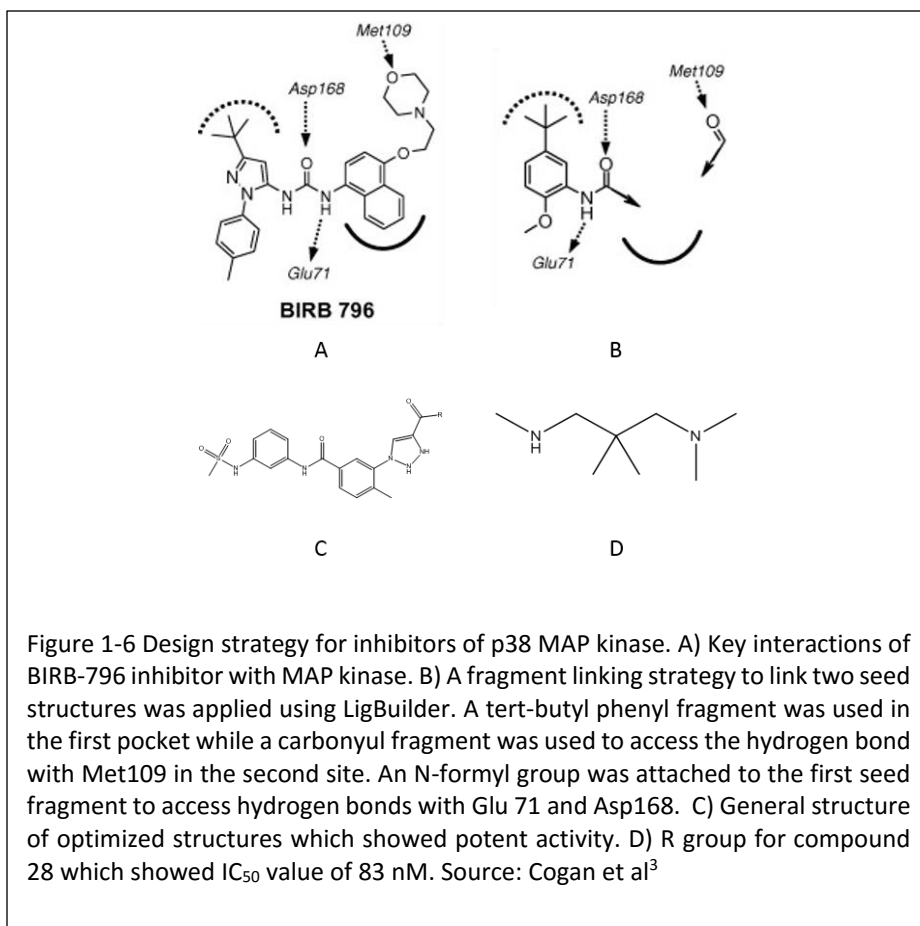 Met109
Asp168
O
N
O
O
N
N
N
H
N
H
Glu71
BIRB 796
A
Met109
Asp168
O
O
N
H
O
Glu71
B
O
R
O
O
S
N
H
N
H
O
N
N
H
NH
C
N
H
N
D
Figure 1-6 Design strategy for inhibitors of p38 MAP kinase. A) Key interactions of
BIRB-796 inhibitor with MAP kinase. B) A fragment linking strategy to link two seed
structures was applied using LigBuilder. A tert-butyl phenyl fragment was used in
the first pocket while a carbonyul fragment was used to access the hydrogen bond
with Met109 in the second site. An N-formyl group was attached to the first seed
fragment to access hydrogen bonds with Glu 71 and Asp168. C) General structure
of optimized structures which showed potent activity. D) R group for compound
28 which showed IC₅₀ value of 83 nM. Source: Cogan et al³